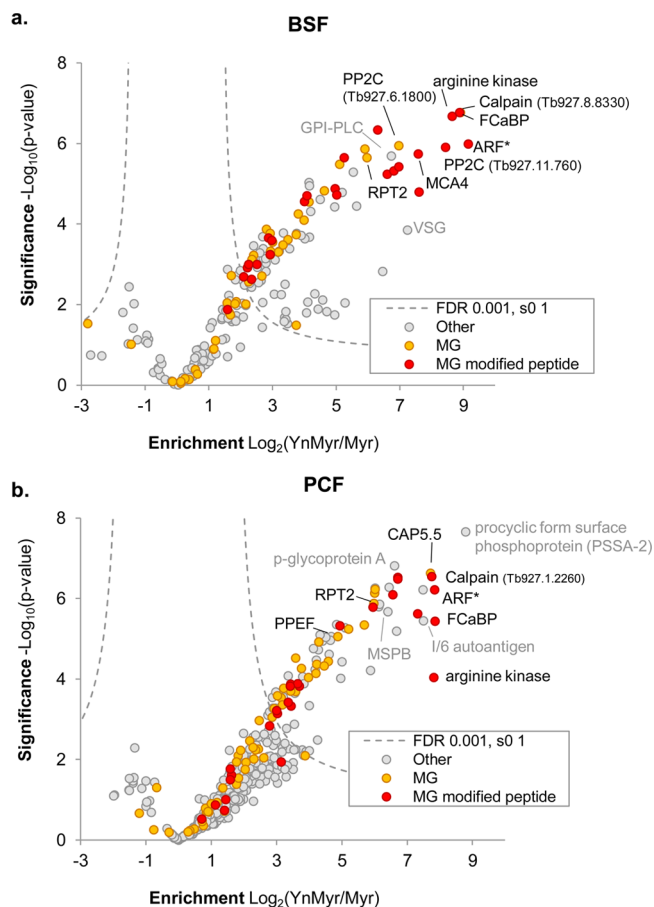 a.
BSF
8
6
4
2
0
-3
-1
1
3
5
7
9
Significance -Log10(p-value)
Enrichment Log2(YnMyr/Myr)
PP2C
(Tb927.6.1800)
arginine kinase
Calpain (Tb927.8.8330)
FCaBP
GPI-PLC
ARF*
PP2C (Tb927.11.760)
RPT2
MCA4
VSG
FDR 0.001, s0 1
Other
MG
MG modified peptide
b.
PCF
8
6
4
2
0
-3
-1
1
3
5
7
9
Significance -Log10(p-value)
Enrichment Log2(YnMyr/Myr)
procyclic form surface
phosphoprotein (PSSA-2)
CAP5.5
p-glycoprotein A
Calpain (Tb927.1.2260)
RPT2
ARF*
PPEF
FCaBP
MSPB
I/6 autoantigen
arginine kinase
FDR 0.001, s0 1
Other
MG
MG modified peptide